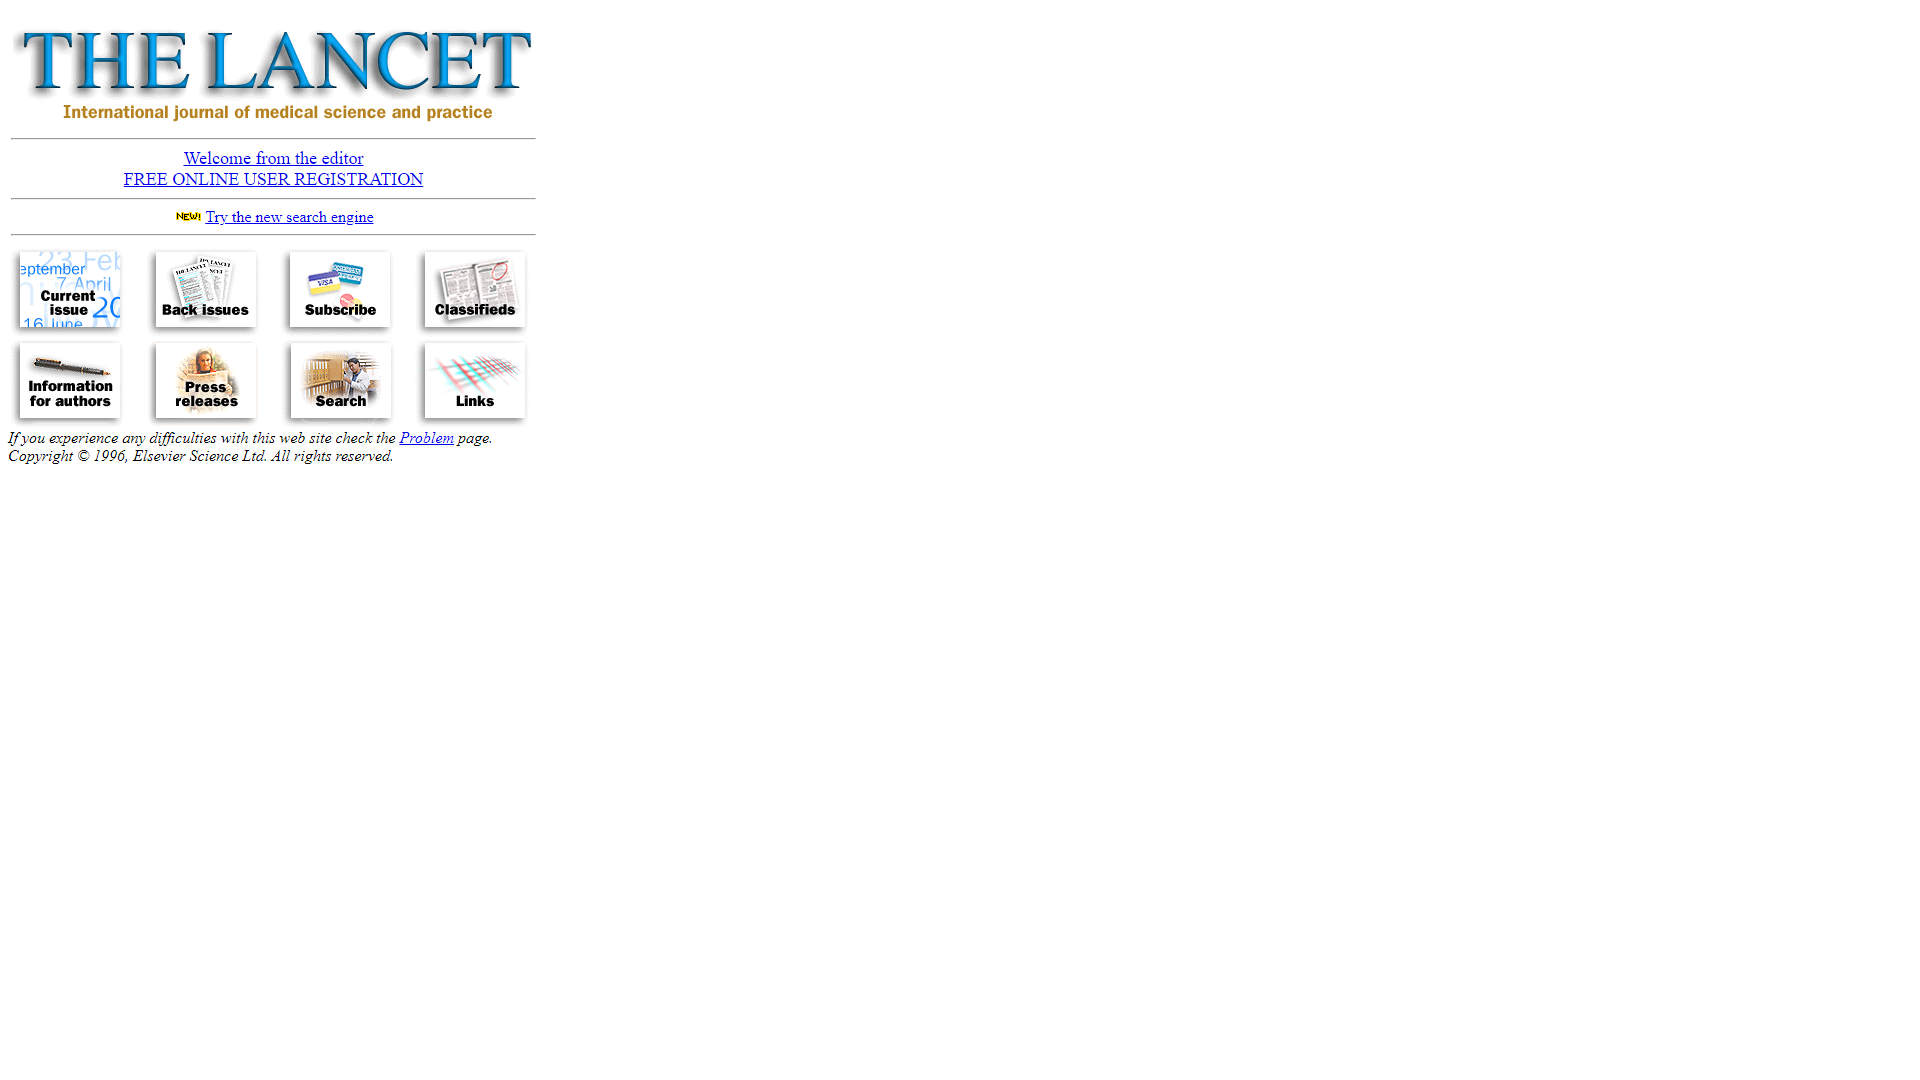 THE LANCET
International journal of medical science and practice
Welcome from the editor
FREE ONLINE USER REGISTRATION
NEW! Try the new search engine
23 Feb
eptember
7 April
Current
issue
20
16 June
THE LANCET
Back issues
VISA
Subscribe
Classifieds
Information
for authors
Press
releases
Search
Links
If you experience any difficulties with this web site check the Problem page.
Copyright © 1996, Elsevier Science Ltd. All rights reserved.